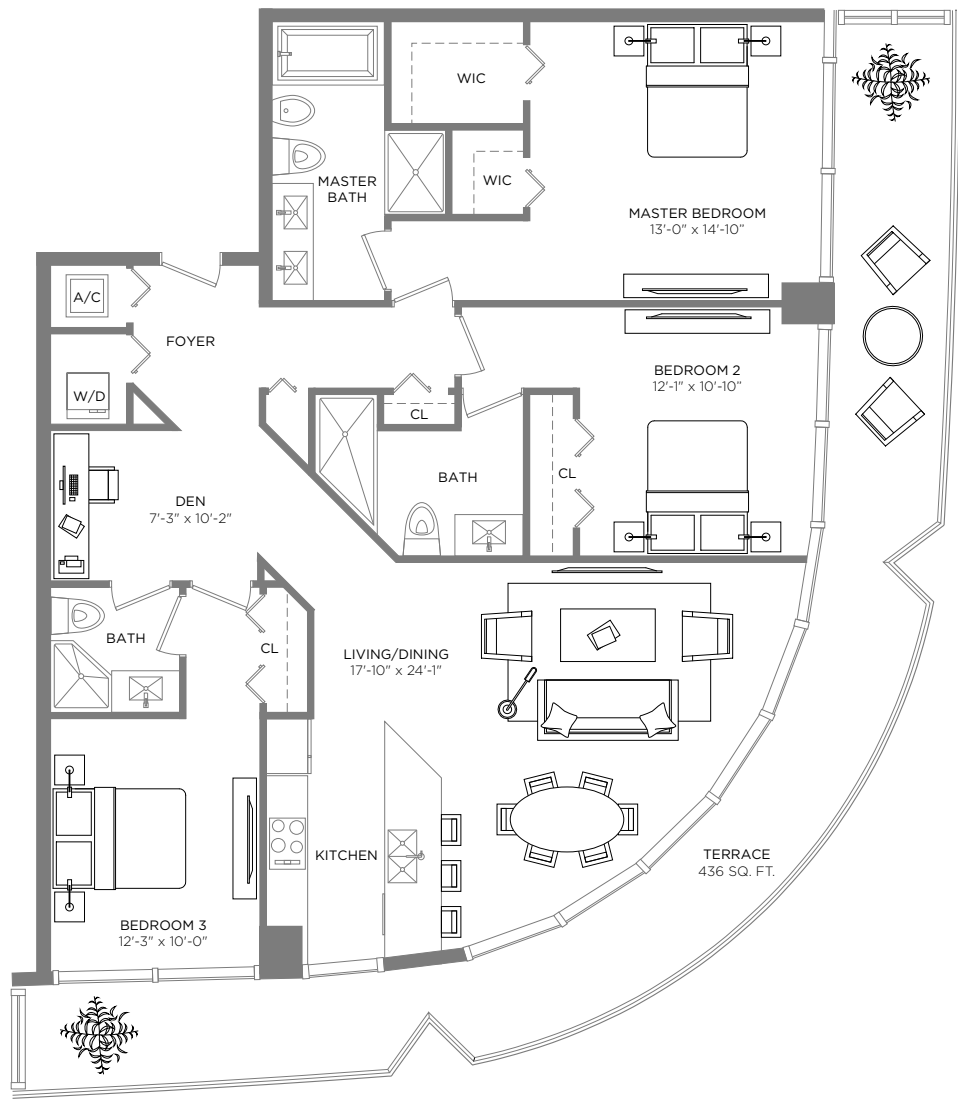 WIC
WIC
MASTER
BATH
MASTER BEDROOM
13'-0" x 14'-10"
A/C
FOYER
BEDROOM 2
12'-1" x 10'-10"
W/D
CL
BATH
CL
DEN
7'-3" x 10'-2"
BATH
CL
LIVING/DINING
17'-10" x 24'-1"
KITCHEN
TERRACE
436 SQ. FT.
BEDROOM 3
12'-3" x 10'-0"